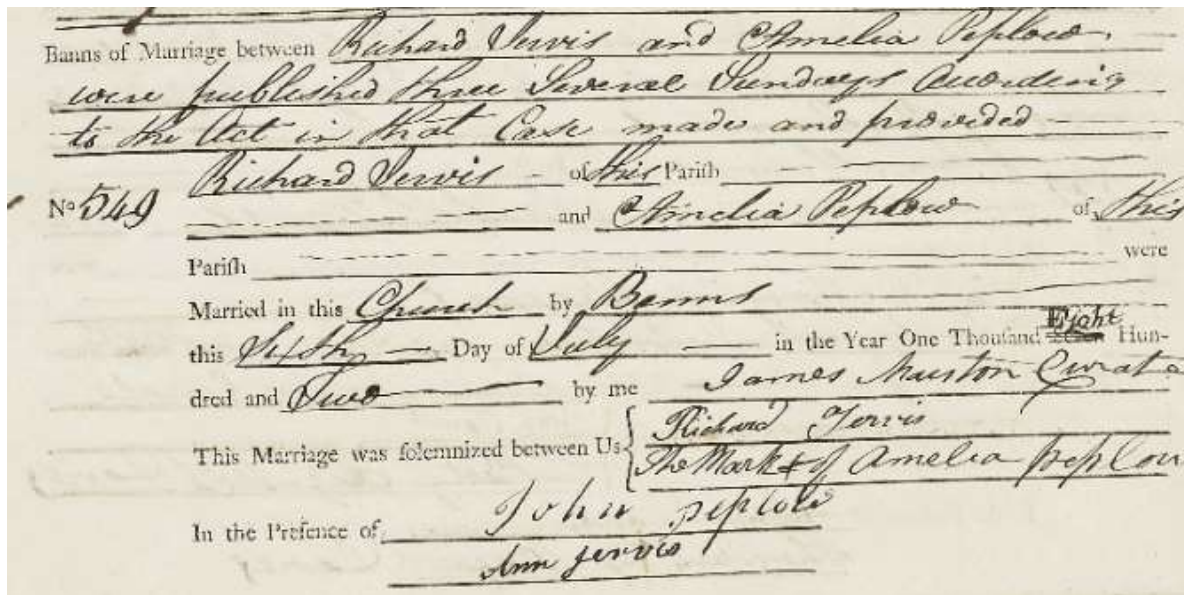 Banns of Marriage between Richard Jervis and Amelia Peplow
were published three Several Sundays According
to the Act in that Case made and provided
Richard Jervis of this Pariſh
Nº 549 and Amelia Peplow of this
Pariſh were
Married in this Church by Banns
this Sixth Day of July in the Year One Thousand Eight Hun-
dred and Two by me James Curate
This Marriage was ſolemnized between Us Richard Jervis
The Mark + of Amelia peplow
In the Preſence of John peplow
Ann jervis